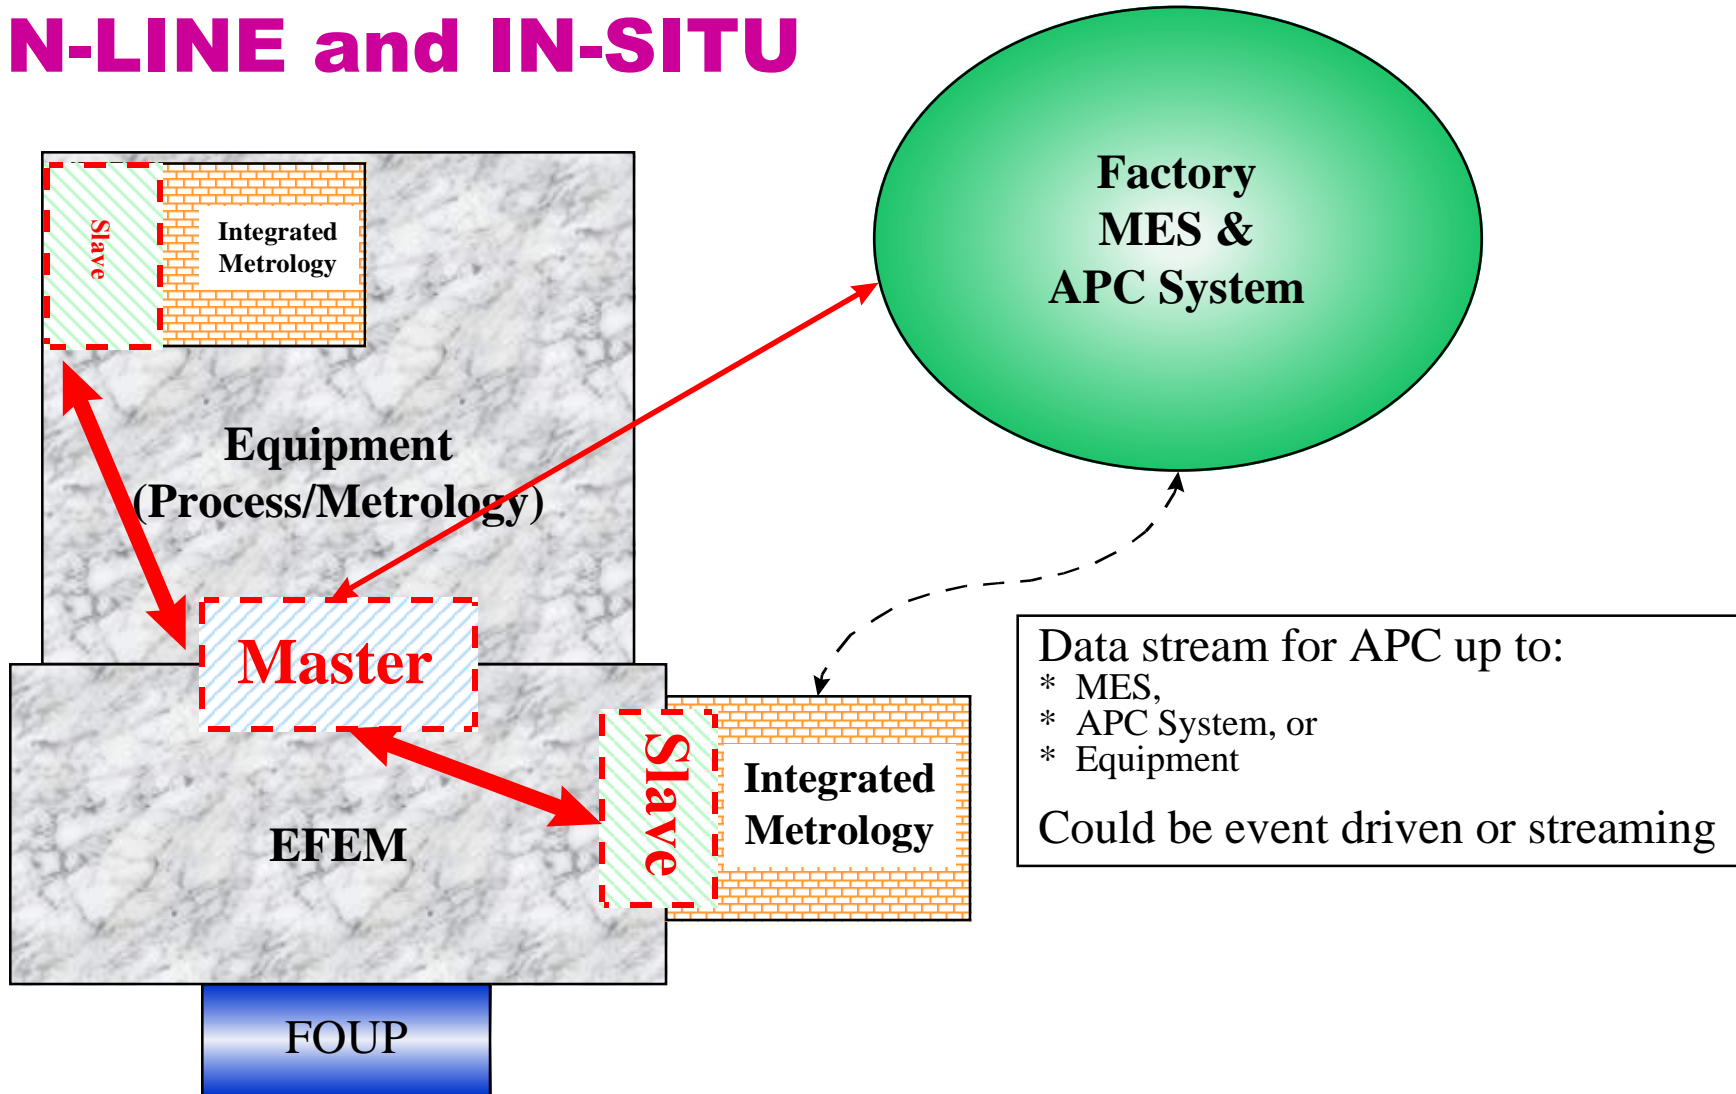 N-LINE and IN-SITU
Factory
MES &
APC System
Slave
Integrated
Metrology
Equipment
(Process/Metrology)
Master
Slave
Integrated
Metrology
EFEM
FOUP
Data stream for APC up to:
* MES,
* APC System, or
* Equipment
Could be event driven or streaming